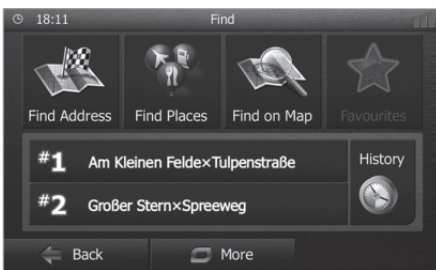 18:11 Find
Find Address Find Places Find on Map Favourites
#1 Am Kleinen Felde×Tulpenstraße History
#2 Großer Stern×Spreeweg
Back More